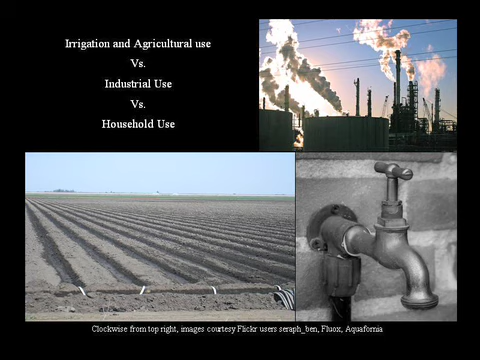 Irrigation and Agricultural use
Vs.
Industrial Use
Vs.
Household Use
Clockwise from top right, images courtesy Flickr users seraph_ben, Fluox, Aquafornia